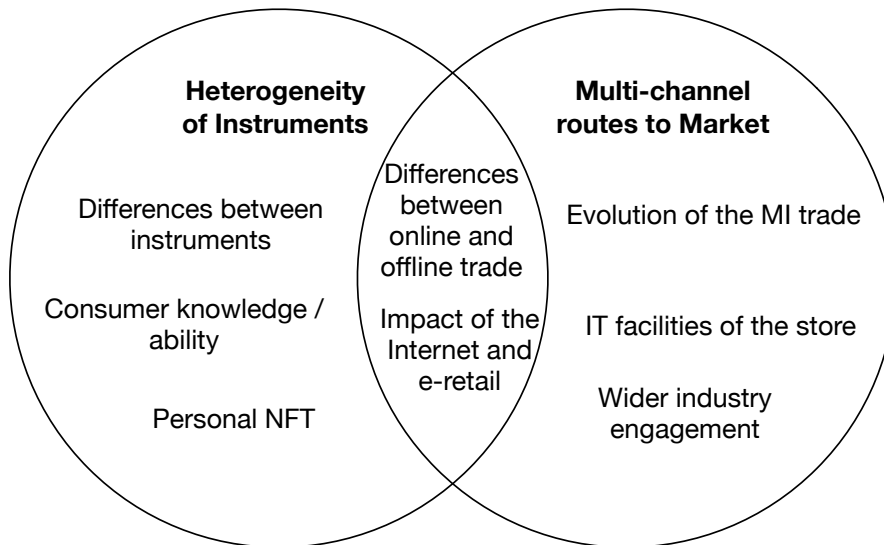 Heterogeneity
of Instruments
Differences between
instruments
Consumer knowledge /
ability
Personal NFT
Differences
between
online and
offline trade
Impact of the
Internet and
e-retail
Multi-channel
routes to Market
Evolution of the MI trade
IT facilities of the store
Wider industry
engagement